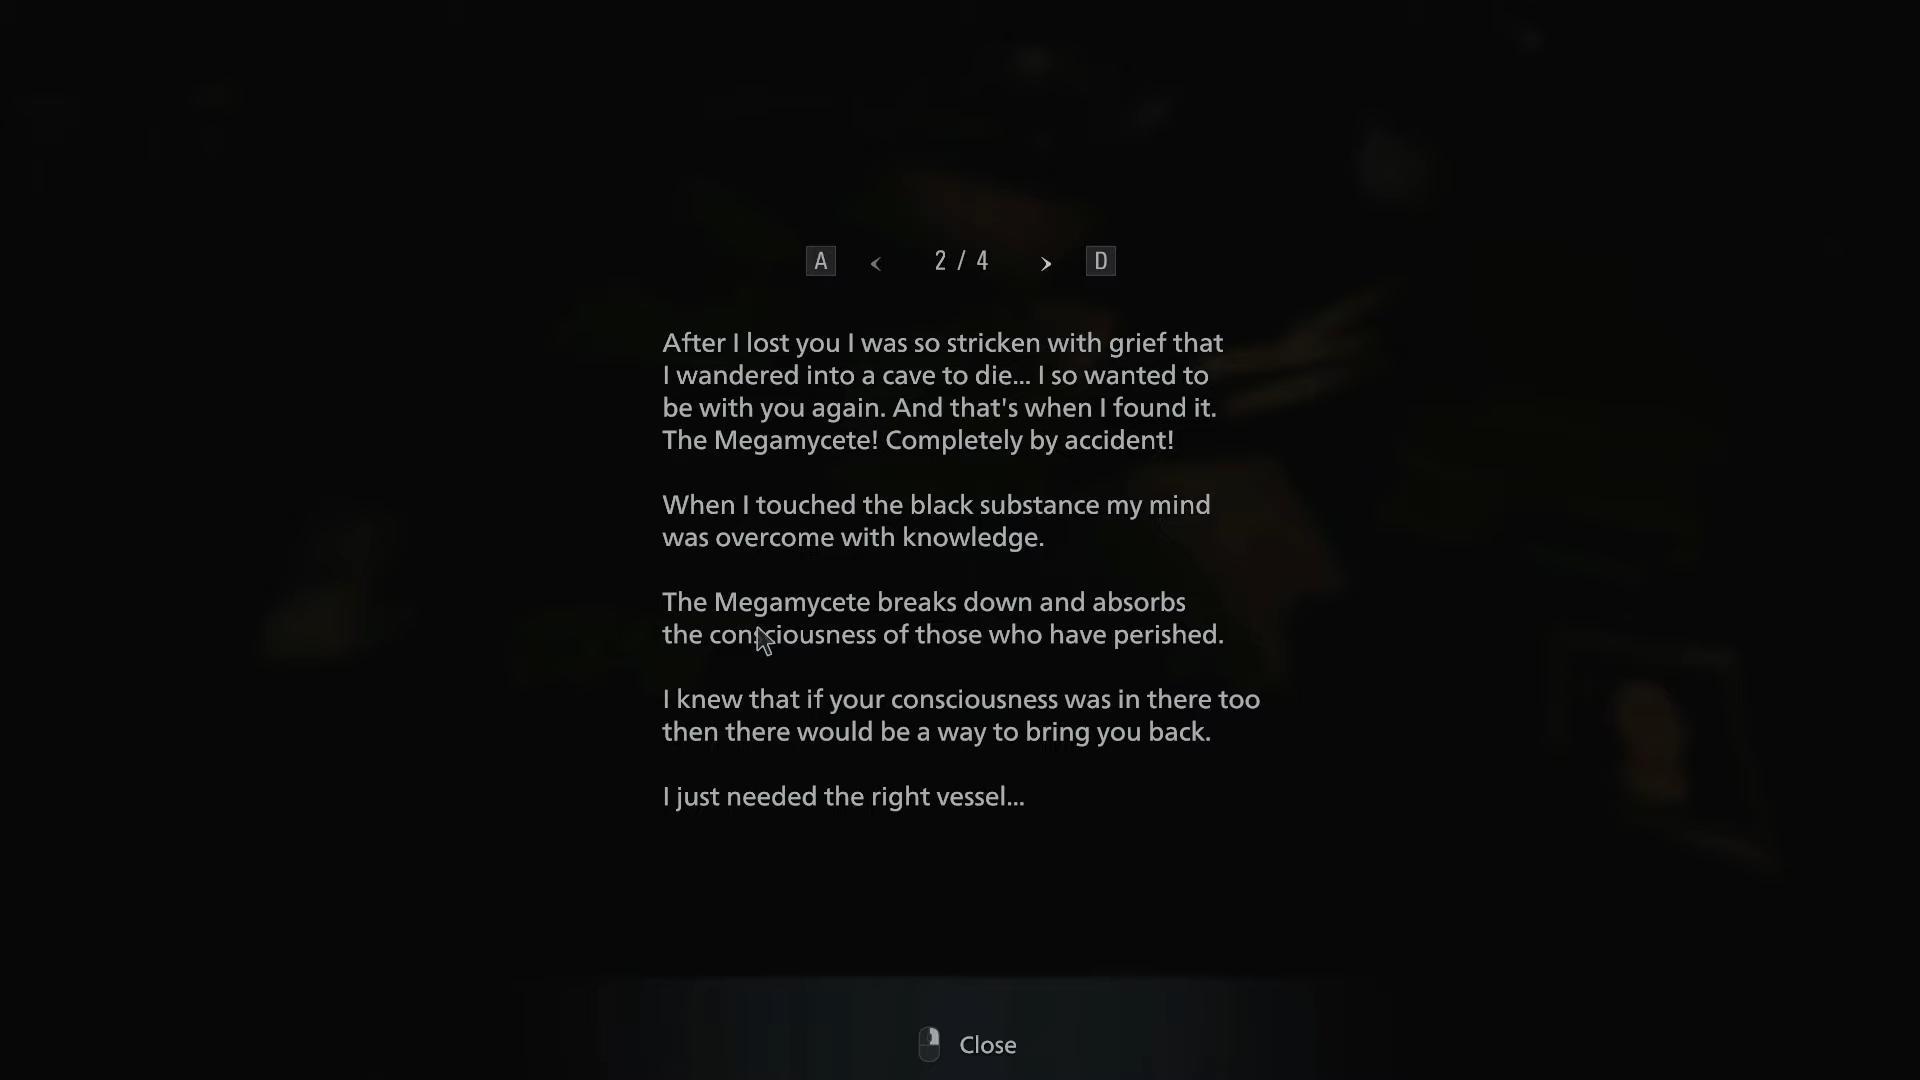 A < 2 / 4 > D
After I lost you I was so stricken with grief that
I wandered into a cave to die... I so wanted to
be with you again. And that's when I found it.
The Megamycete! Completely by accident!
When I touched the black substance my mind
was overcome with knowledge.
The Megamycete breaks down and absorbs
the consciousness of those who have perished.
I knew that if your consciousness was in there too
then there would be a way to bring you back.
I just needed the right vessel...
Close